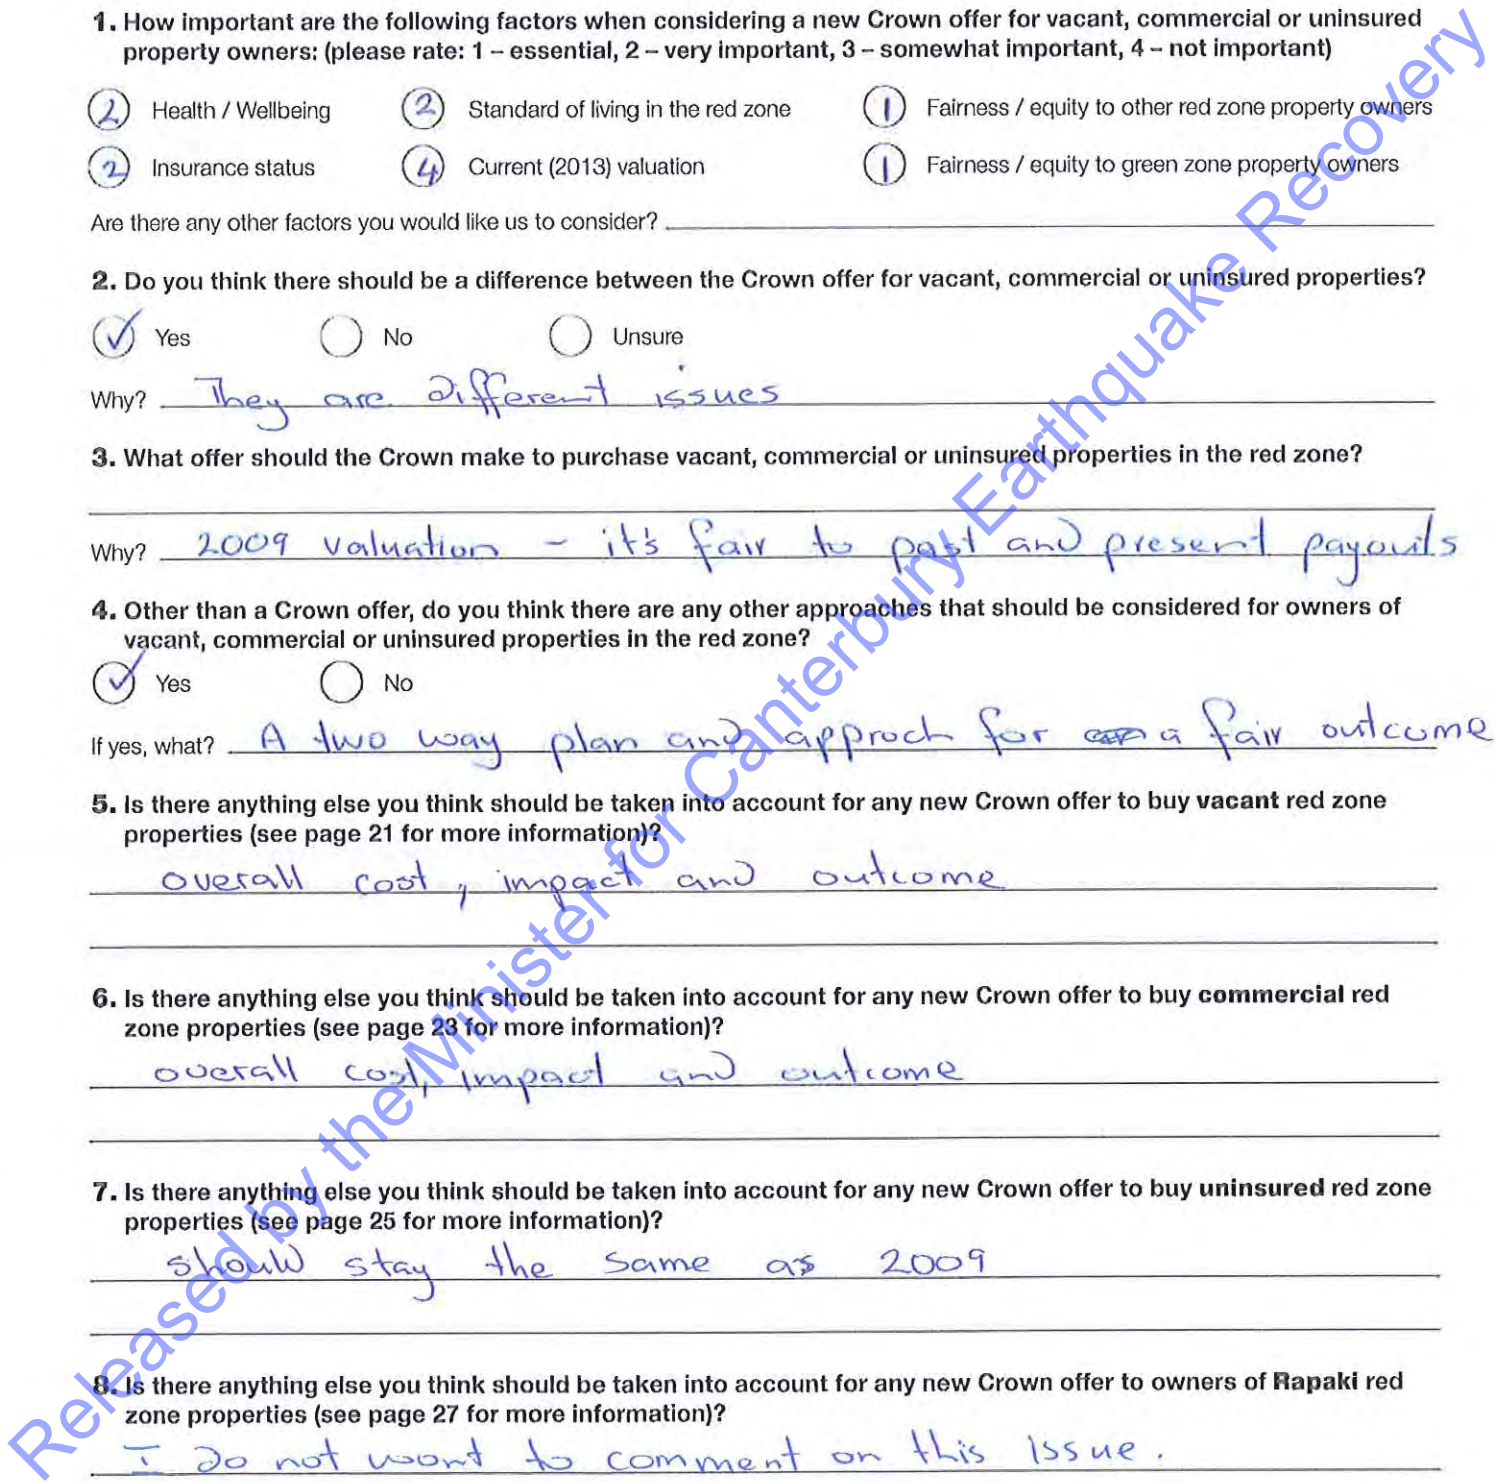 1. How important are the following factors when considering a new Crown offer for vacant, commercial or uninsured
property owners: (please rate: 1 – essential, 2 – very important, 3 – somewhat important, 4 – not important)
2 Health / Wellbeing 2 Standard of living in the red zone 1 Fairness / equity to other red zone property owners
2 Insurance status 4 Current (2013) valuation 1 Fairness / equity to green zone property owners
Are there any other factors you would like us to consider?
2. Do you think there should be a difference between the Crown offer for vacant, commercial or uninsured properties?
✓ Yes No Unsure
Why? They are different issues
3. What offer should the Crown make to purchase vacant, commercial or uninsured properties in the red zone?
Why? 2009 valuation - it's fair to past and present payouts
4. Other than a Crown offer, do you think there are any other approaches that should be considered for owners of
vacant, commercial or uninsured properties in the red zone?
✓ Yes No
If yes, what? A two way plan and approch for a fair outcome
5. Is there anything else you think should be taken into account for any new Crown offer to buy vacant red zone
properties (see page 21 for more information)?
overall cost, impact and outcome
6. Is there anything else you think should be taken into account for any new Crown offer to buy commercial red
zone properties (see page 23 for more information)?
overall cost, impact and outcome
7. Is there anything else you think should be taken into account for any new Crown offer to buy uninsured red zone
properties (see page 25 for more information)?
should stay the same as 2009
8. Is there anything else you think should be taken into account for any new Crown offer to owners of Rapaki red
zone properties (see page 27 for more information)?
I do not want to comment on this issue.
Released by the Minister for Canterbury Earthquake Recovery